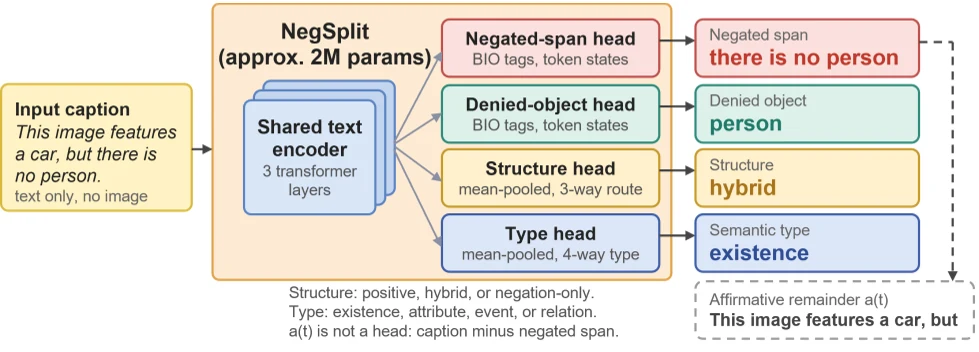 Input caption
This image features
a car, but there is
no person.
text only, no image
NegSplit
(approx. 2M params)
Shared text
encoder
3 transformer
layers
Negated-span head
BIO tags, token states
Denied-object head
BIO tags, token states
Structure head
mean-pooled, 3-way route
Type head
mean-pooled, 4-way type
Negated span
there is no person
Denied object
person
Structure
hybrid
Semantic type
existence
Affirmative remainder a(t)
This image features a car, but
Structure: positive, hybrid, or negation-only.
Type: existence, attribute, event, or relation.
a(t) is not a head: caption minus negated span.